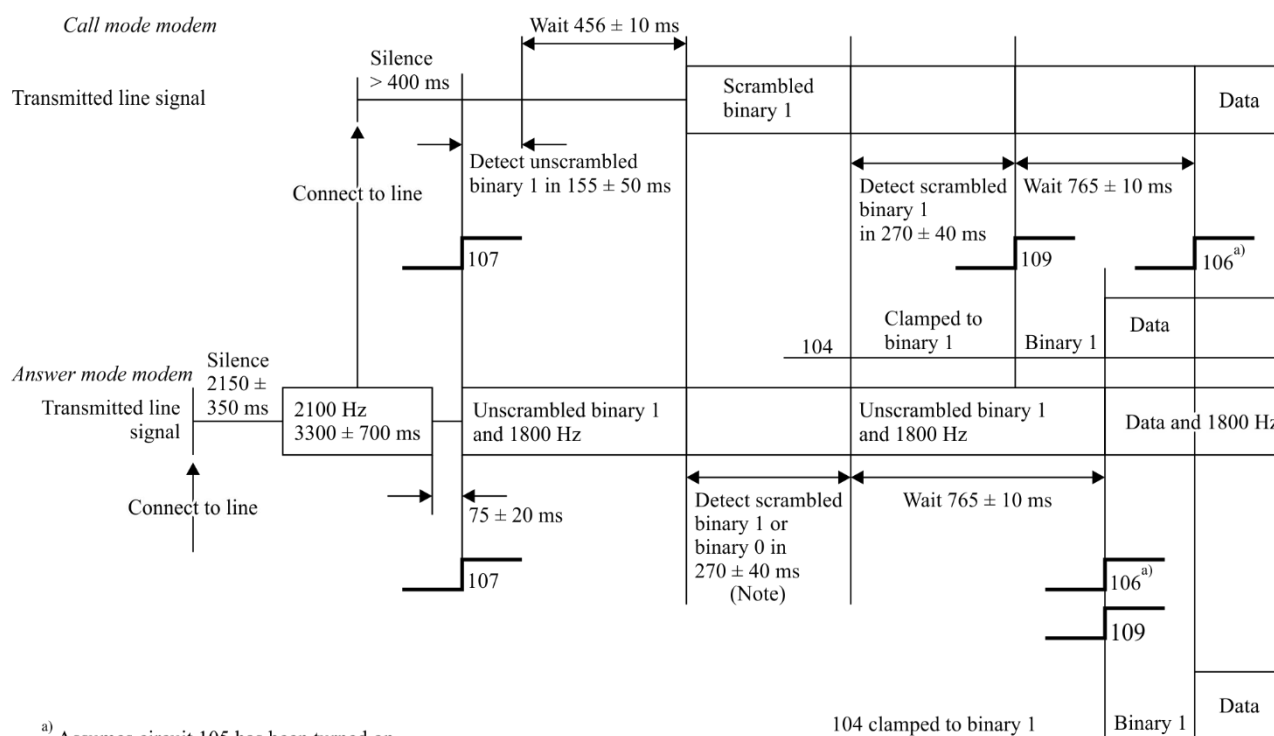 Call mode modem
Wait 456 ± 10 ms
Silence
> 400 ms
Transmitted line signal
Scrambled
binary 1
Data
Detect unscrambled
binary 1 in 155 ± 50 ms
Connect to line
Detect scrambled
binary 1
in 270 ± 40 ms
Wait 765 ± 10 ms
107
109
106a)
Clamped to
binary 1
104
Binary 1
Data
Answer mode modem
Silence
2150 ±
350 ms
Transmitted line
signal
2100 Hz
3300 ± 700 ms
Unscrambled binary 1
and 1800 Hz
Unscrambled binary 1
and 1800 Hz
Data and 1800 Hz
Connect to line
75 ± 20 ms
Detect scrambled
binary 1 or
binary 0 in
270 ± 40 ms
(Note)
Wait 765 ± 10 ms
107
106a)
109
104 clamped to binary 1
Binary 1
Data
a) Assumes circuit 105 has been turned on